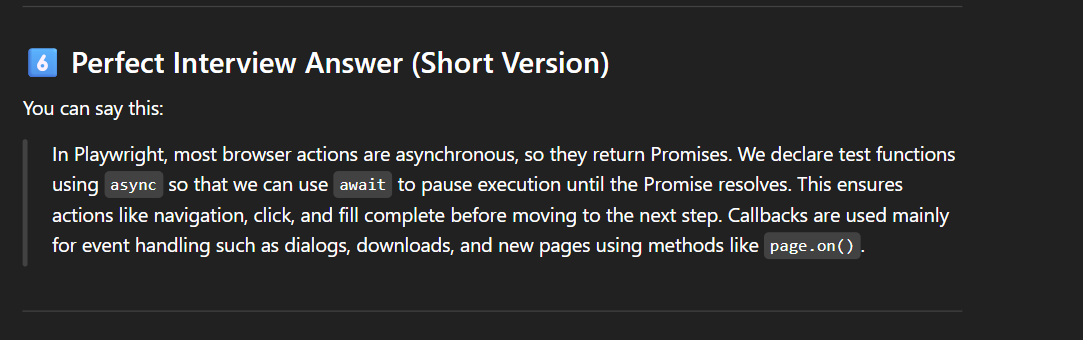 6 Perfect Interview Answer (Short Version)
You can say this:
In Playwright, most browser actions are asynchronous, so they return Promises. We declare test functions
using async so that we can use await to pause execution until the Promise resolves. This ensures
actions like navigation, click, and fill complete before moving to the next step. Callbacks are used mainly
for event handling such as dialogs, downloads, and new pages using methods like page.on().